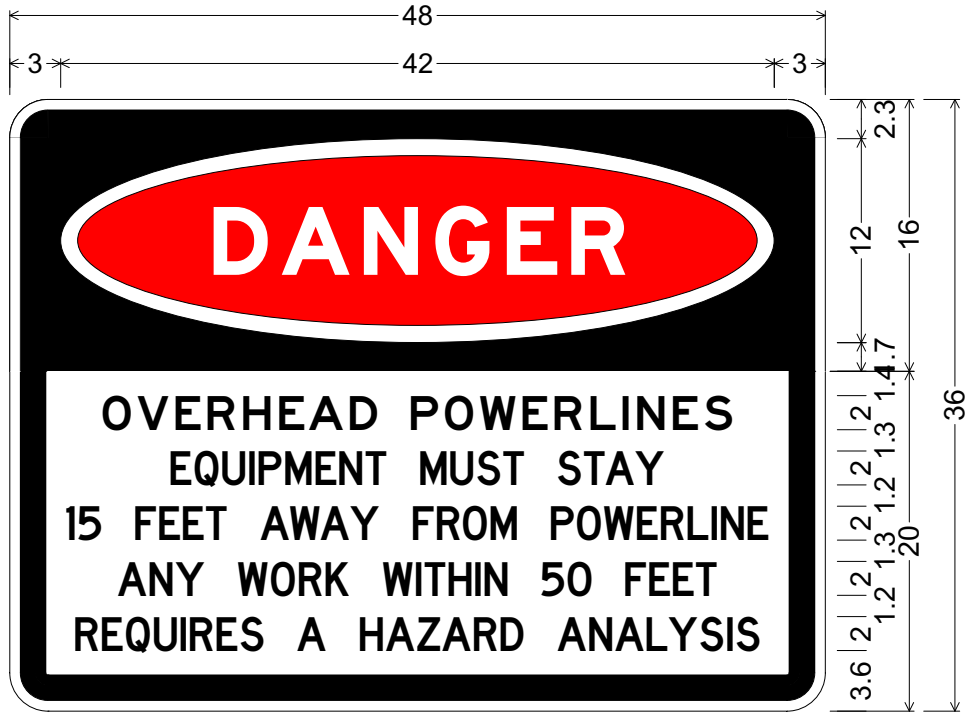 48
3 42 3
DANGER
OVERHEAD POWERLINES
EQUIPMENT MUST STAY
15 FEET AWAY FROM POWERLINE
ANY WORK WITHIN 50 FEET
REQUIRES A HAZARD ANALYSIS
2.3
12
1.7
1.4
2
1.3
2
1.2
2
1.3
2
1.2
2
3.6
16
20
36